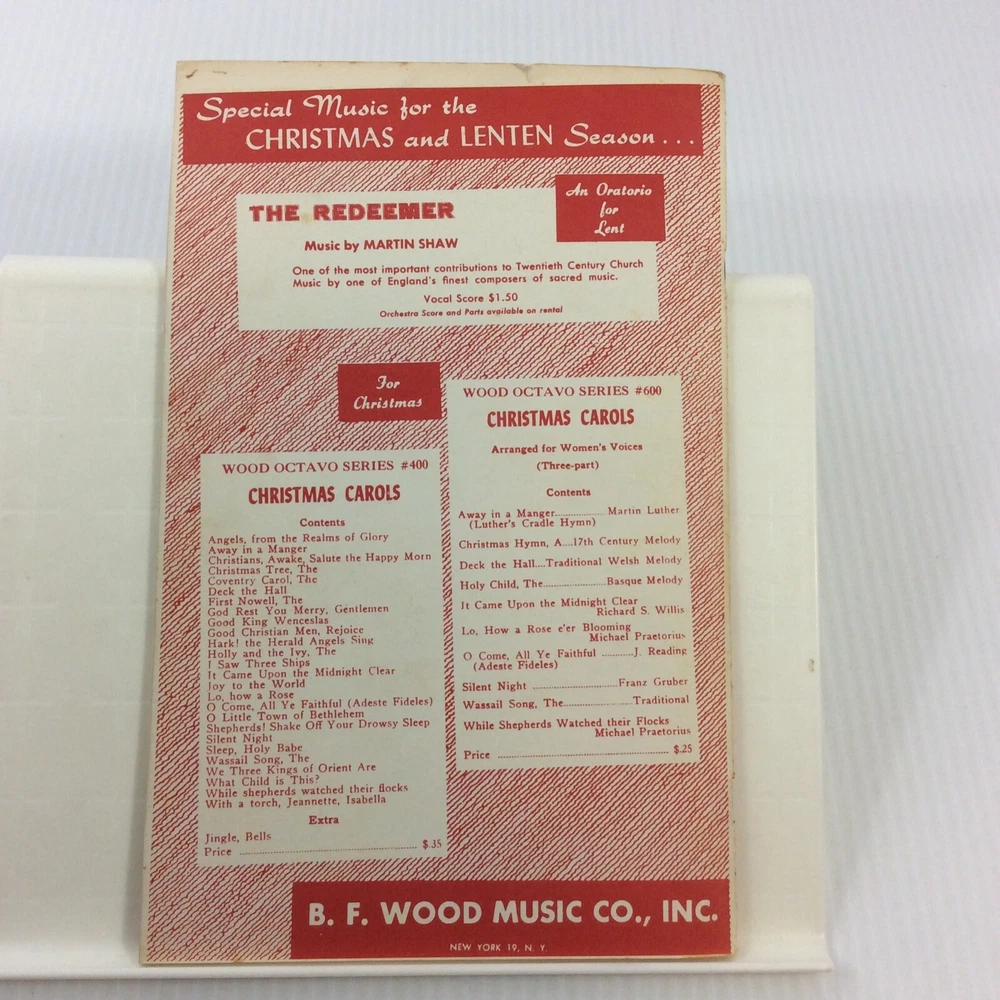 Special Music for the
CHRISTMAS and LENTEN Season...
An Oratorio
for
Lent
THE REDEEMER
Music by MARTIN SHAW
One of the most important contributions to Twentieth Century Church
Music by one of England's finest composers of sacred music.
Vocal Score $1.50
Orchestra Score and Parts available on rental
For
Christmas
WOOD OCTAVO SERIES #400
CHRISTMAS CAROLS
Contents
Angels, from the Realms of Glory
Away in a Manger
Christians, Awake, Salute the Happy Morn
Christmas Tree, The
Coventry Carol, The
Deck the Hall
First Nowell, The
God Rest You Merry, Gentlemen
Good King Wenceslas
Good Christian Men, Rejoice
Hark! the Herald Angels Sing
Holly and the Ivy, The
I Saw Three Ships
It Came Upon the Midnight Clear
Joy to the World
Lo, how a Rose
O Come, All Ye Faithful (Adeste Fideles)
O Little Town of Bethlehem
Shepherds! Shake Off Your Drowsy Sleep
Silent Night
Sleep, Holy Babe
Wassail Song, The
We Three Kings of Orient Are
What Child is This?
While shepherds watched their flocks
With a torch, Jeannette, Isabella
Extra
Jingle, Bells
Price ........ $.35
WOOD OCTAVO SERIES #600
CHRISTMAS CAROLS
Arranged for Women's Voices
(Three-part)
Contents
Away in a Manger........ Martin Luther
(Luther's Cradle Hymn)
Christmas Hymn, A....17th Century Melody
Deck the Hall....Traditional Welsh Melody
Holy Child, The........Basque Melody
It Came Upon the Midnight Clear
Richard S. Willis
Lo, How a Rose e'er Blooming
Michael Praetorius
O Come, All Ye Faithful ........J. Reading
(Adeste Fideles)
Silent Night ........Franz Gruber
Wassail Song, The........Traditional
While Shepherds Watched their Flocks
Michael Praetorius
Price ........ $.25
B. F. WOOD MUSIC CO., INC.
NEW YORK 19, N. Y.